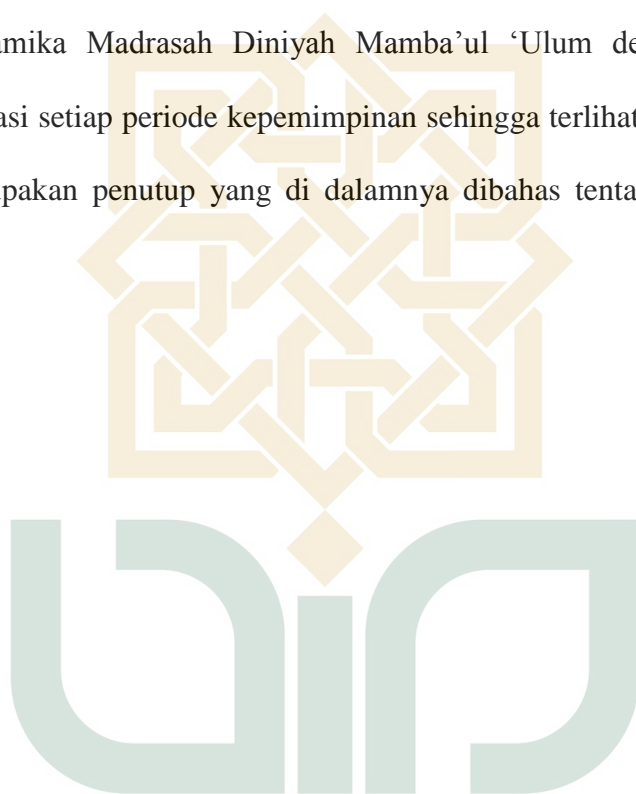 amika Madrasah Diniyah Mamba’ul ‘Ulum de
asi setiap periode kepemimpinan sehingga terlihat
pakan penutup yang di dalamnya dibahas tenta